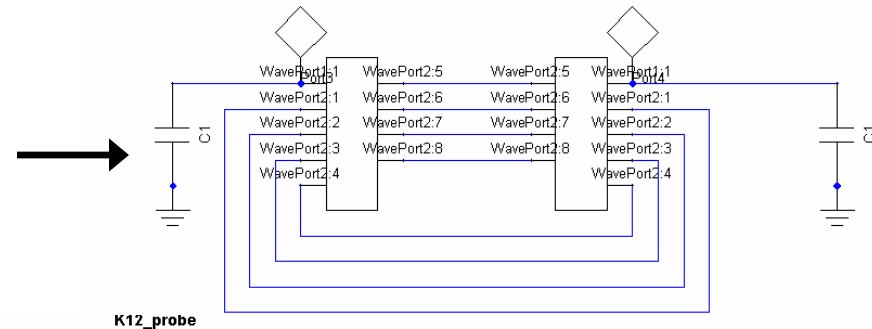 WavePort1:1 WavePort2:5 WavePort2:5 WavePort1:1
Port3 Port4
WavePort2:1 WavePort2:6 WavePort2:6 WavePort2:1
WavePort2:2 WavePort2:7 WavePort2:7 WavePort2:2
C1 C1
WavePort2:3 WavePort2:8 WavePort2:8 WavePort2:3
WavePort2:4 WavePort2:4
K12_probe